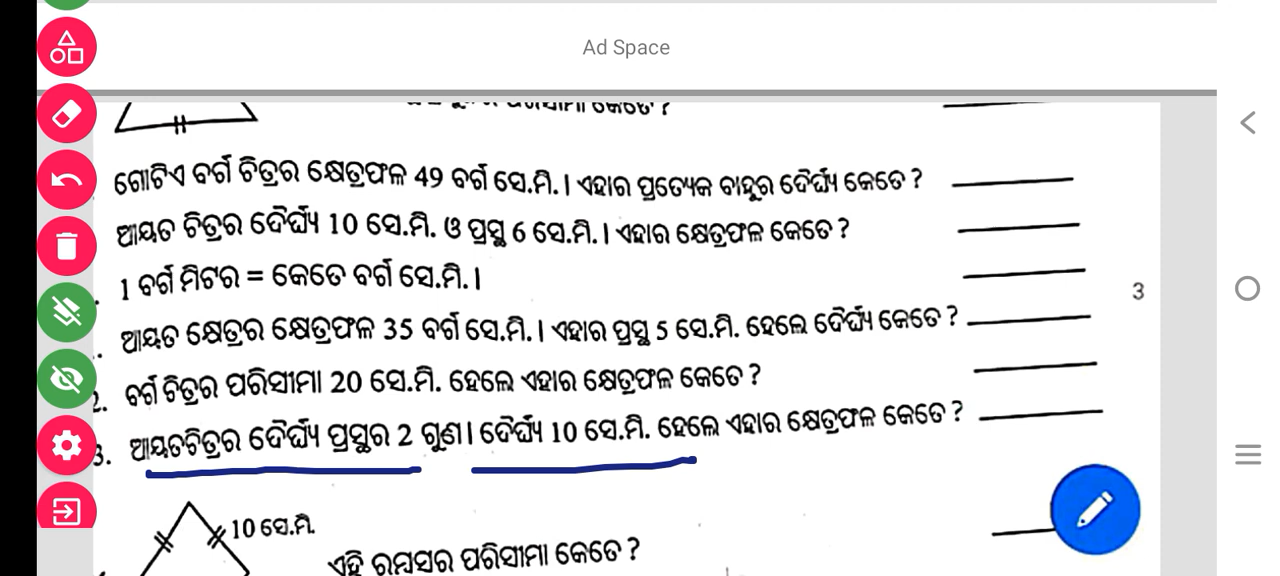 Ad Space
ପରିସୀମା କେତେ ?
ଗୋଟିଏ ବର୍ଗ ଚିତ୍ରର କ୍ଷେତ୍ରଫଳ 49 ବର୍ଗ ସେ.ମି. । ଏହାର ପ୍ରତ୍ୟେକ ବାହୁର ଦୈର୍ଘ୍ୟ କେତେ ?
ଆୟତ ଚିତ୍ରର ଦୈର୍ଘ୍ୟ 10 ସେ.ମି. ଓ ପ୍ରସ୍ଥ 6 ସେ.ମି. । ଏହାର କ୍ଷେତ୍ରଫଳ କେତେ ?
1 ବର୍ଗ ମିଟର = କେତେ ବର୍ଗ ସେ.ମି. ।
3
ଆୟତ କ୍ଷେତ୍ରର କ୍ଷେତ୍ରଫଳ 35 ବର୍ଗ ସେ.ମି. । ଏହାର ପ୍ରସ୍ଥ 5 ସେ.ମି. ହେଲେ ଦୈର୍ଘ୍ୟ କେତେ ?
2. ବର୍ଗ ଚିତ୍ରର ପରିସୀମା 20 ସେ.ମି. ହେଲେ ଏହାର କ୍ଷେତ୍ରଫଳ କେତେ ?
3. ଆୟତଚିତ୍ରର ଦୈର୍ଘ୍ୟ ପ୍ରସ୍ଥର 2 ଗୁଣ। ଦୈର୍ଘ୍ୟ 10 ସେ.ମି. ହେଲେ ଏହାର କ୍ଷେତ୍ରଫଳ କେତେ ?
10 ସେ.ମି.
ଏହି ରମ୍ବସର ପରିସୀମା କେତେ ?